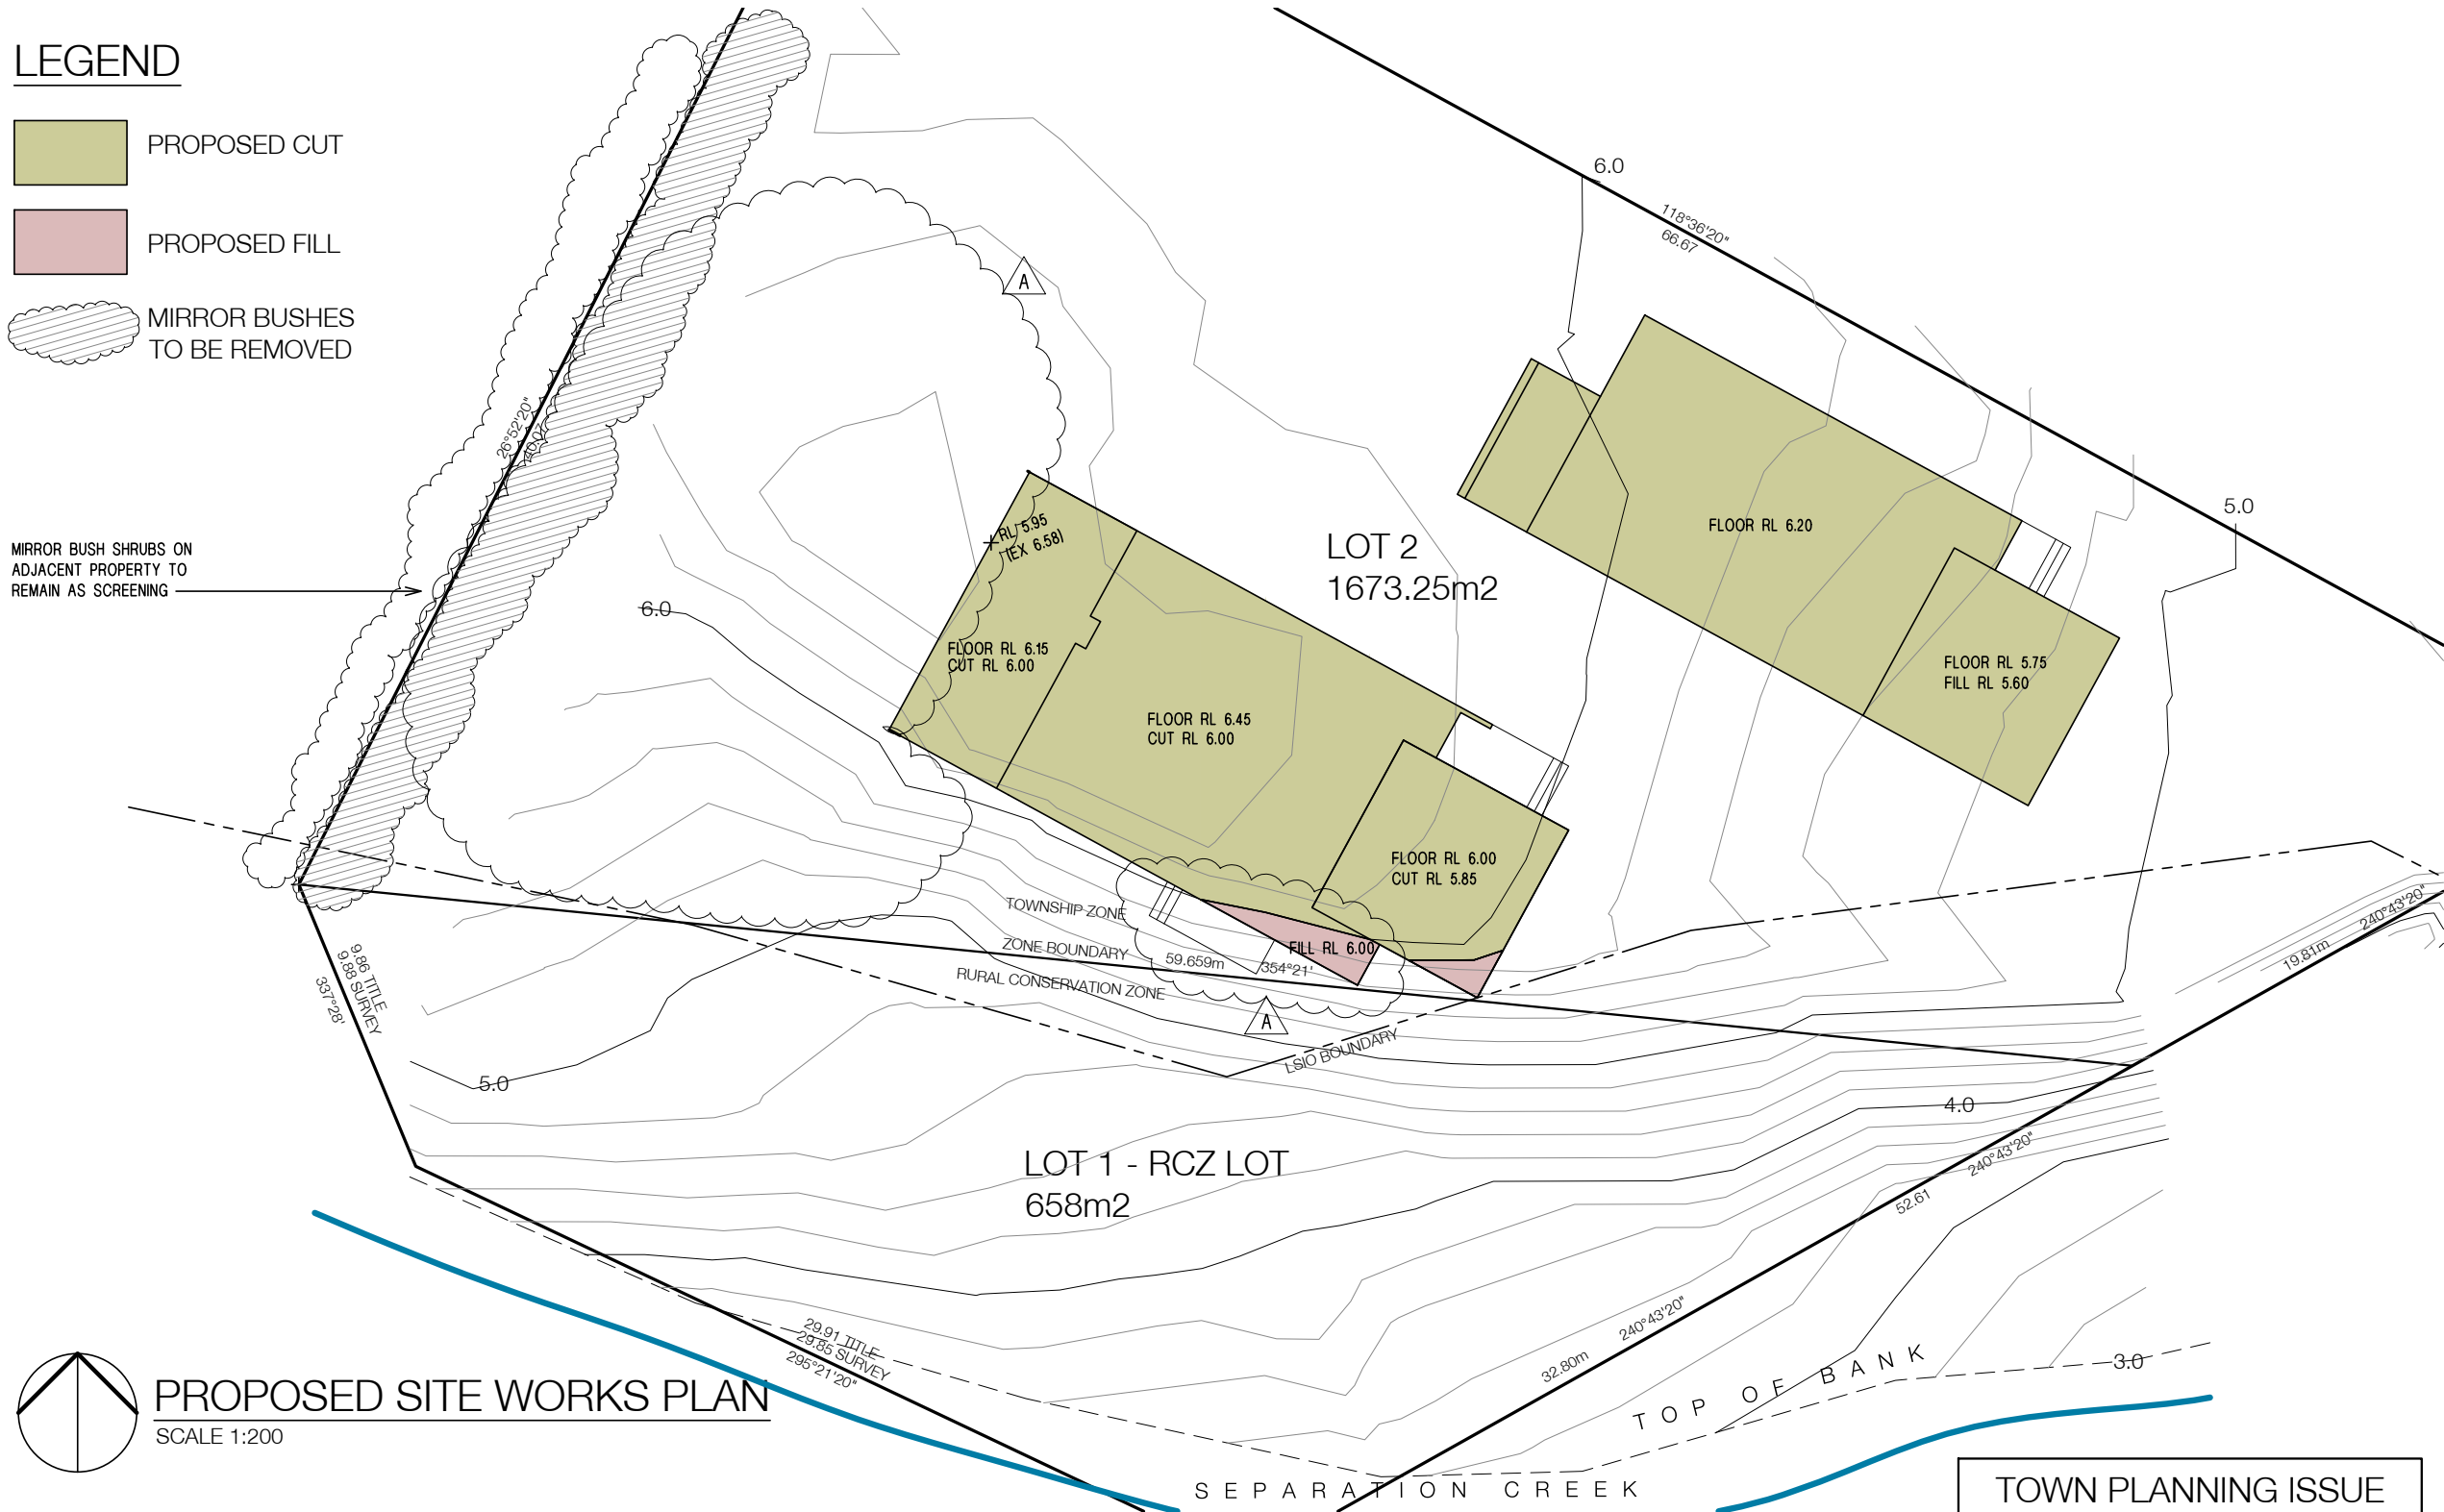 LEGEND
PROPOSED CUT
PROPOSED FILL
MIRROR BUSHES
TO BE REMOVED
MIRROR BUSH SHRUBS ON
ADJACENT PROPERTY TO
REMAIN AS SCREENING
26°52'20"
A
6.0
118°36'20"
66.67
5.0
LOT 2
1673.25m2
FLOOR RL 6.20
FLOOR RL 5.75
FILL RL 5.60
RL 5.95
(EX 6.58)
6.0
FLOOR RL 6.15
CUT RL 6.00
FLOOR RL 6.45
CUT RL 6.00
FLOOR RL 6.00
CUT RL 5.85
FILL RL 6.00
TOWNSHIP ZONE
ZONE BOUNDARY
59.659m
354°21'
RURAL CONSERVATION ZONE
A
LSIO BOUNDARY
9.86 TITLE
9.88 SURVEY
337°28'
5.0
19.81m
240°43'20"
4.0
240°43'20"
52.61
LOT 1 - RCZ LOT
658m2
29.91 TITLE
29.85 SURVEY
295°21'20"
32.80m
240°43'20"
TOP OF BANK
3.0
SEPARATION CREEK
PROPOSED SITE WORKS PLAN
SCALE 1:200
TOWN PLANNING ISSUE